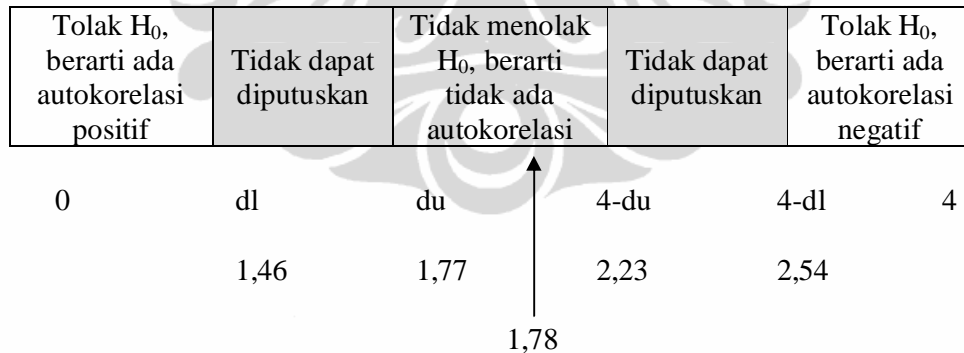 Tolak H₀,
berarti ada
autokorelasi
positif
Tidak dapat
diputuskan
Tidak menolak
H₀, berarti
tidak ada
autokorelasi
Tidak dapat
diputuskan
Tolak H₀,
berarti ada
autokorelasi
negatif
0 dl du 4-du 4-dl 4
1,46 1,77 2,23 2,54
1,78